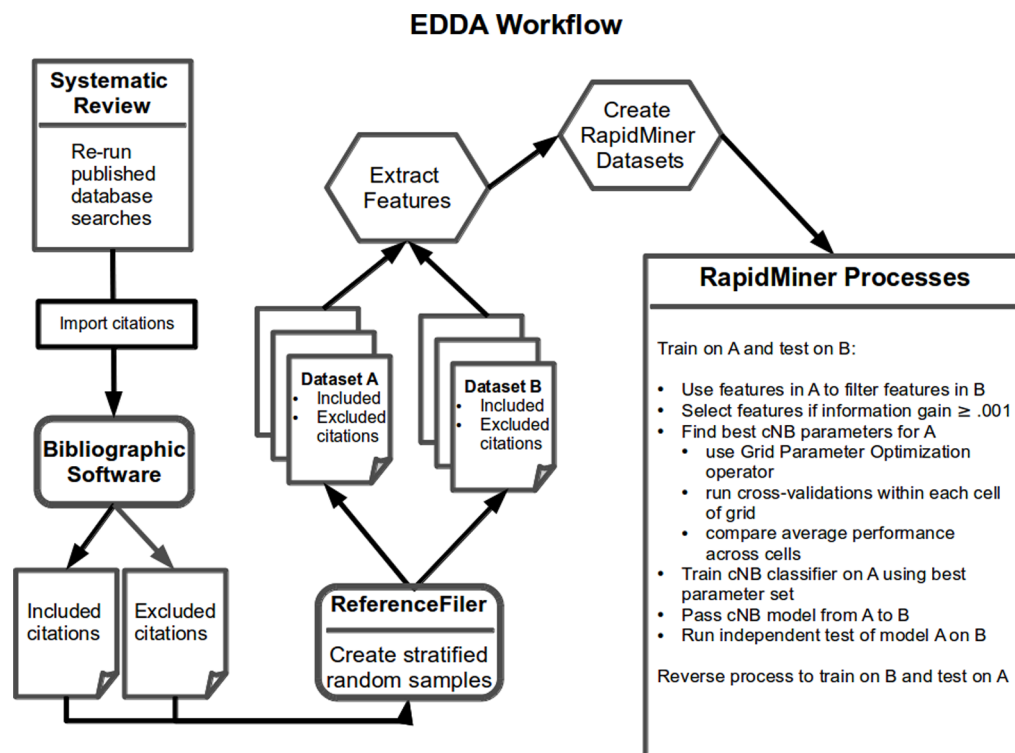 EDDA Workflow
Systematic
Review
Re-run
published
database
searches
Import citations
Bibliographic
Software
Included
citations
Excluded
citations
ReferenceFiler
Create stratified
random samples
Dataset A
• Included
• Excluded
citations
Dataset B
• Included
• Excluded
citations
Extract
Features
Create
RapidMiner
Datasets
RapidMiner Processes
Train on A and test on B:
• Use features in A to filter features in B
• Select features if information gain ≥ .001
• Find best cNB parameters for A
• use Grid Parameter Optimization
operator
• run cross-validations within each cell
of grid
• compare average performance
across cells
• Train cNB classifier on A using best
parameter set
• Pass cNB model from A to B
• Run independent test of model A on B
Reverse process to train on B and test on A